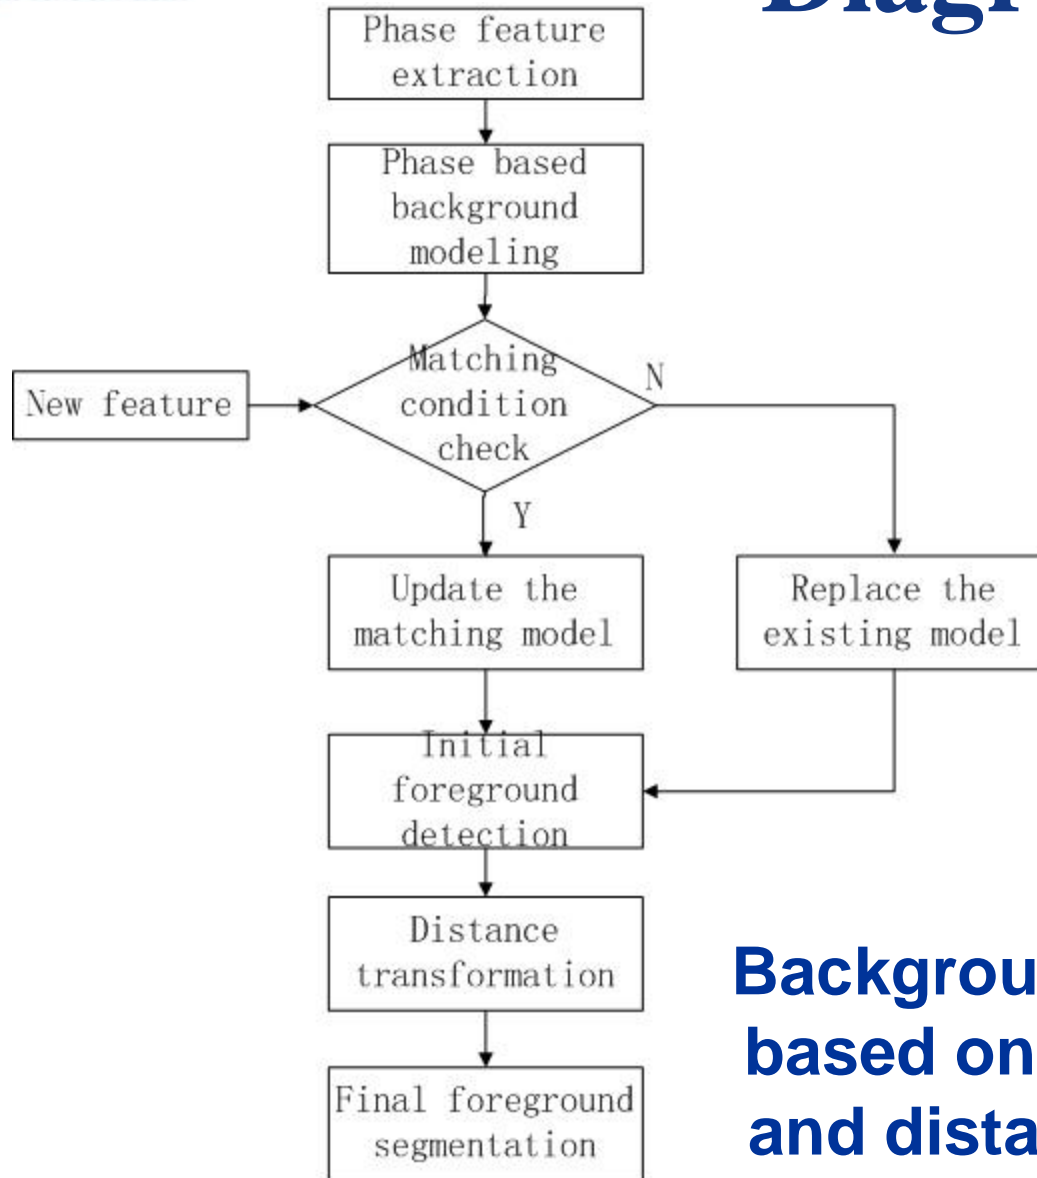 Diagr
Phase feature
extraction
Phase based
background
modeling
Matching
condition
check
N
New feature
Y
Update the
matching model
Replace the
existing model
Initial
foreground
detection
Distance
transformation
Final foreground
segmentation
Backgrou
based on
and dista